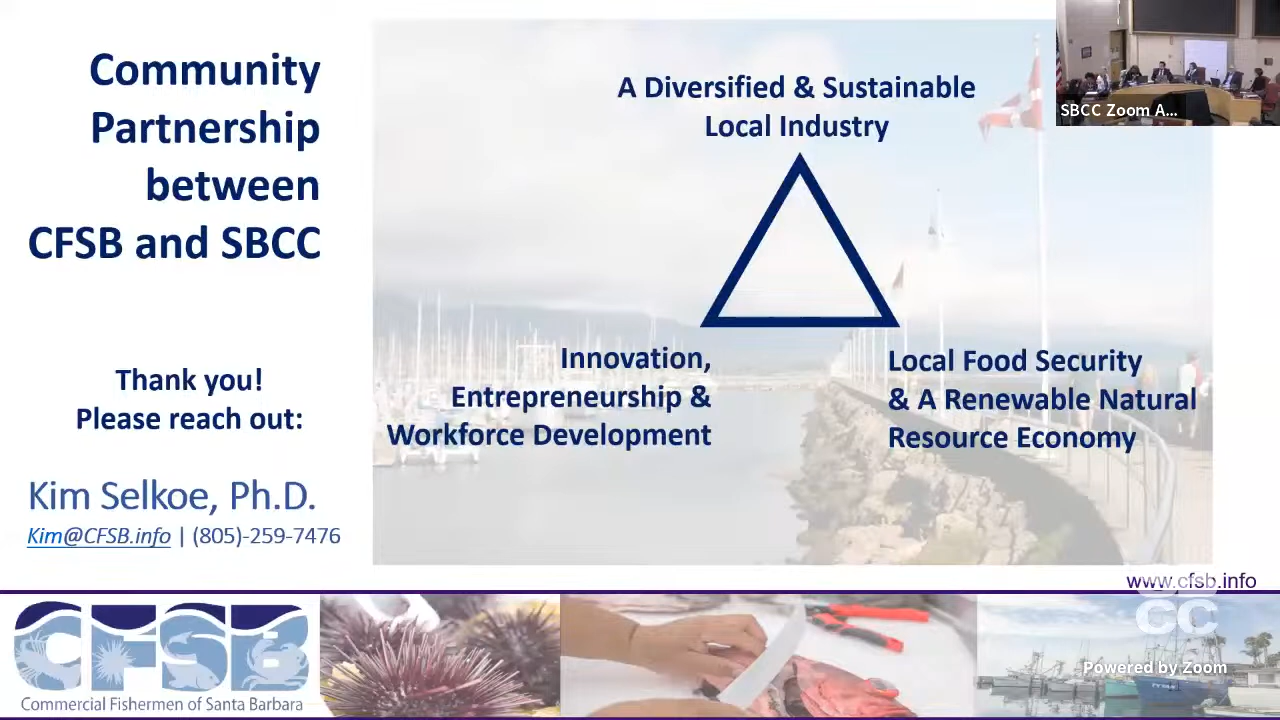 Community
Partnership
between
CFSB and SBCC
A Diversified & Sustainable
Local Industry
SBCC Zoom A...
Innovation,
Entrepreneurship &
Workforce Development
Local Food Security
& A Renewable Natural
Resource Economy
Thank you!
Please reach out:
Kim Selkoe, Ph.D.
Kim@CFSB.info | (805)-259-7476
www.cfsb.info
CFSB
Commercial Fishermen of Santa Barbara
CC
Powered by Zoom